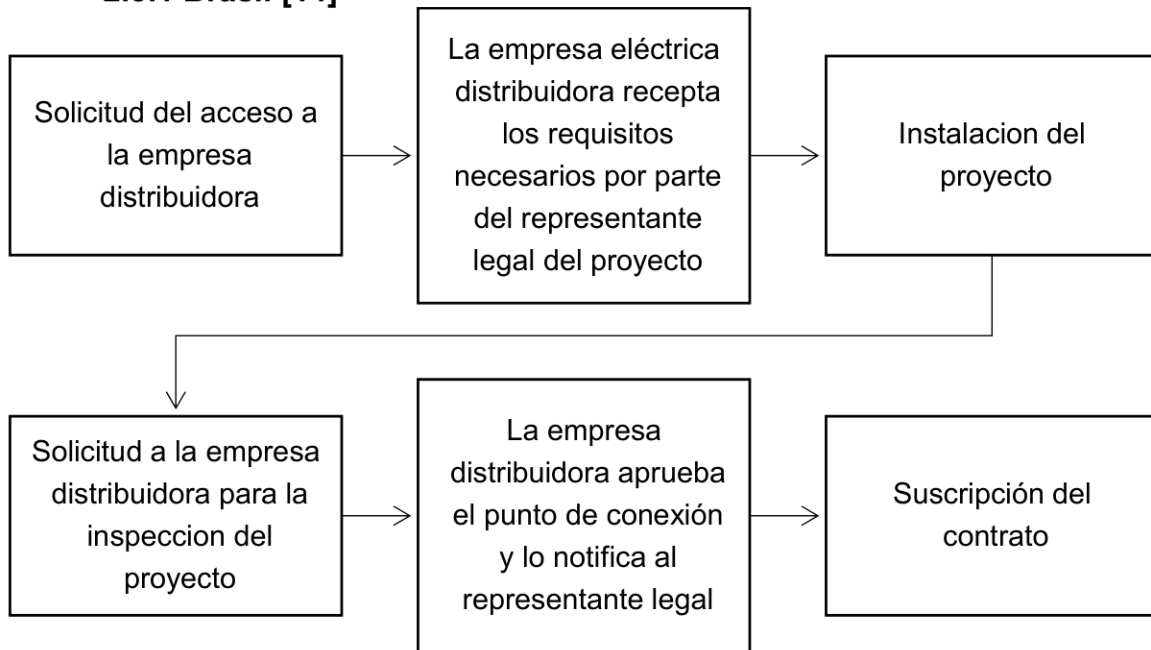 Solicitud del acceso a
la empresa
distribuidora
La empresa eléctrica
distribuidora recepta
los requisitos
necesarios por parte
del representante
legal del proyecto
Instalacion del
proyecto
Solicitud a la empresa
distribuidora para la
inspeccion del
proyecto
La empresa
distribuidora aprueba
el punto de conexión
y lo notifica al
representante legal
Suscripción del
contrato